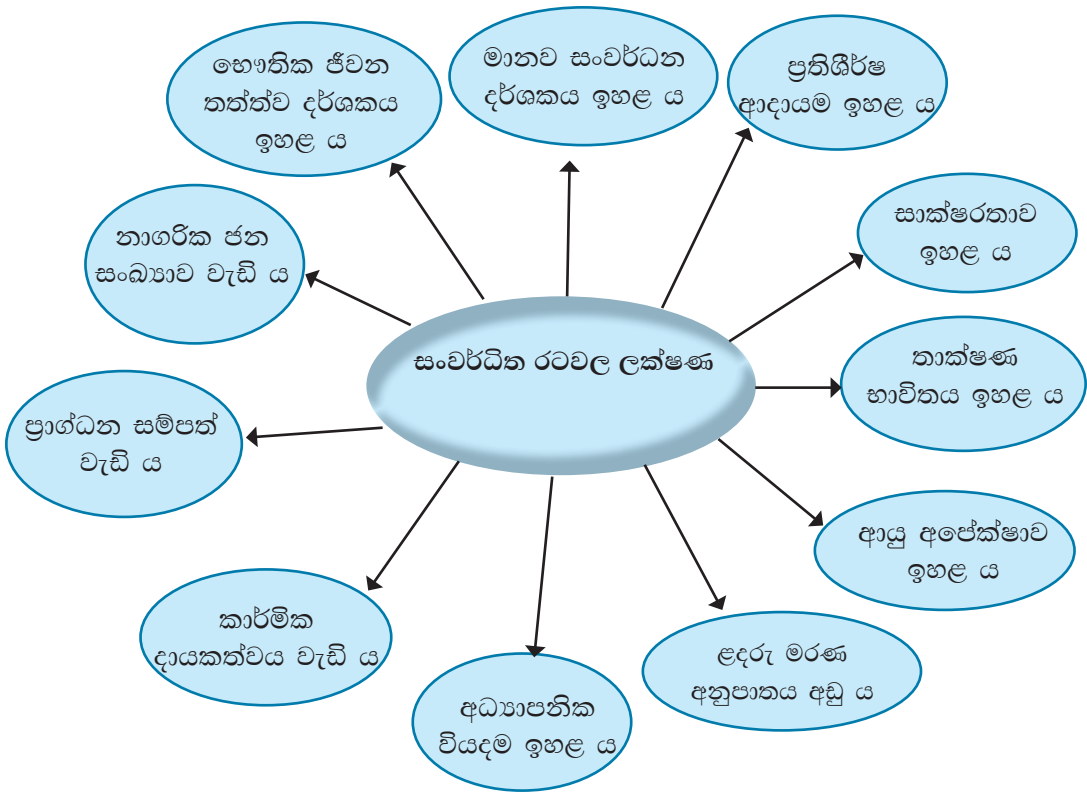 සංවර්ධිත රටවල ලක්ෂණ
මානව සංවර්ධන
දර්ශකය ඉහළ ය
ප්‍රතිශීර්ෂ
ආදායම ඉහළ ය
සාක්ෂරතාව
ඉහළ ය
තාක්ෂණ
භාවිතය ඉහළ ය
ආයු අපේක්ෂාව
ඉහළ ය
ළදරු මරණ
අනුපාතය අඩු ය
අධ්‍යාපනික
වියදම ඉහළ ය
කාර්මික
දායකත්වය වැඩි ය
ප්‍රාග්ධන සම්පත්
වැඩි ය
නාගරික ජන
සංඛ්‍යාව වැඩි ය
භෞතික ජීවන
තත්ත්ව දර්ශකය
ඉහළ ය